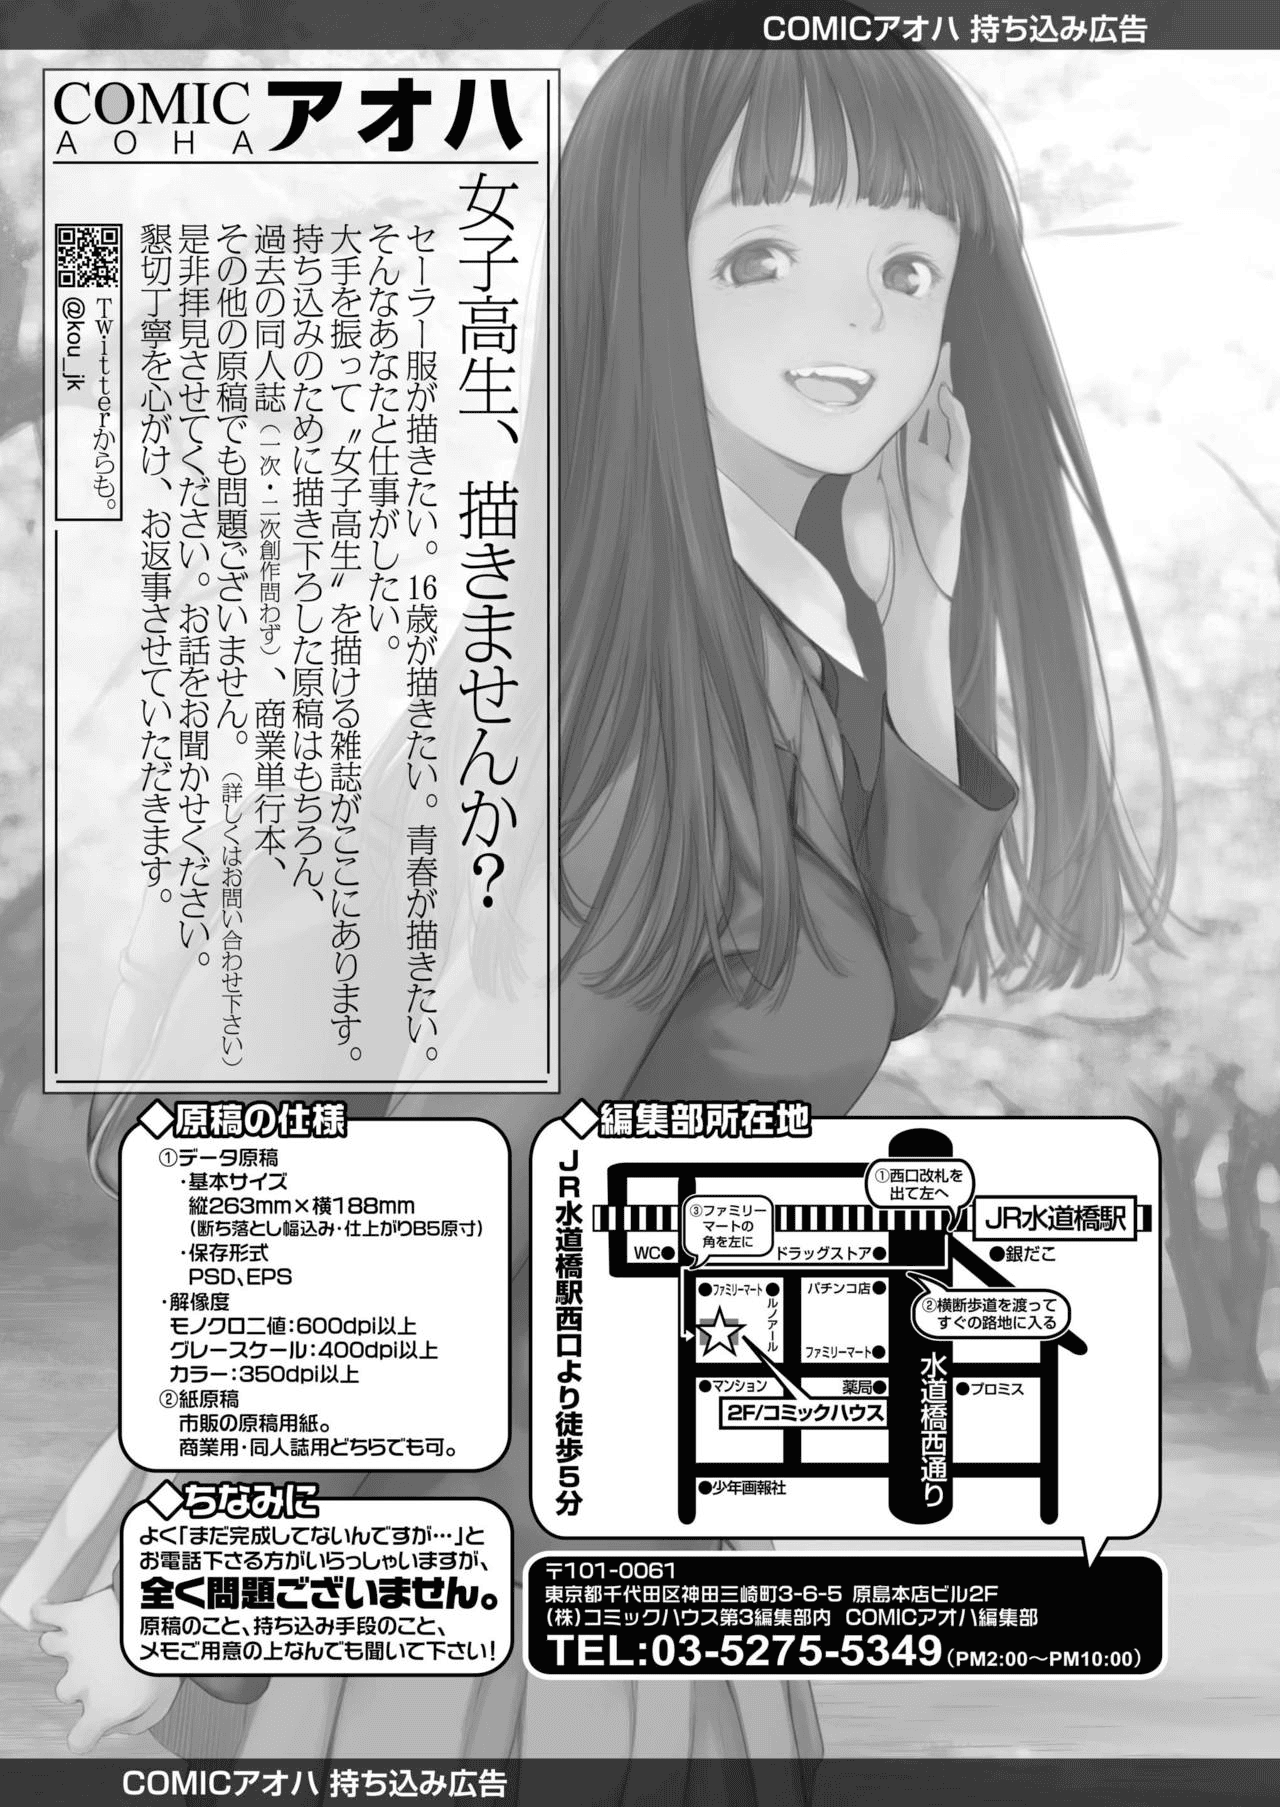 COMICアオハ 持ち込み広告
COMIC アオハ
AOHA
女子高生、描きませんか?
セーラー服が描きたい。16歳が描きたい。青春が描きたい。
そんなあなたと仕事がしたい。
大手を振って〝女子高生〟を描ける雑誌がここにあります。
持ち込みのために描き下ろした原稿はもちろん、
過去の同人誌(一次・二次創作問わず)、商業単行本、
その他の原稿でも問題ございません。(詳しくはお問い合わせ下さい)
是非拝見させてください。お話をお聞かせください。
懇切丁寧を心がけ、お返事させていただきます。
Twitterからも。
@kou_jk
◆原稿の仕様
①データ原稿
・基本サイズ
縦263mm×横188mm
(断ち落とし幅込み・仕上がりB5原寸)
・保存形式
PSD、EPS
・解像度
モノクロ二値:600dpi以上
グレースケール:400dpi以上
カラー:350dpi以上
②紙原稿
市販の原稿用紙。
商業用・同人誌用どちらでも可。
◆ちなみに
よく「まだ完成してないんですが…」と
お電話下さる方がいらっしゃいますが、
全く問題ございません。
原稿のこと、持ち込み手段のこと、
メモご用意の上なんでも聞いて下さい!
◆編集部所在地
JR水道橋駅西口より徒歩5分
①西口改札を
出て左へ
③ファミリー
マートの
角を左に
JR水道橋駅
WC●
ドラッグストア●
●銀だこ
●ファミリーマート
●ルノアール
パチンコ店●
②横断歩道を渡って
すぐの路地に入る
ファミリーマート●
●マンション
薬局●
●プロミス
2F/コミックハウス
水道橋西通り
●少年画報社
〒101-0061
東京都千代田区神田三崎町3-6-5 原島本店ビル2F
(株)コミックハウス第3編集部内 COMICアオハ編集部
TEL:03-5275-5349(PM2:00〜PM10:00)
COMICアオハ 持ち込み広告